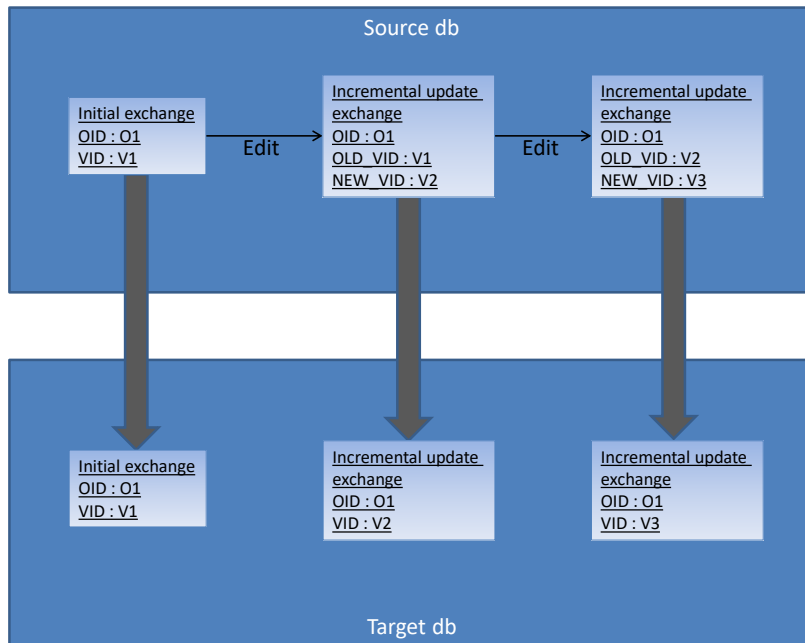 Source db
Initial exchange
OID : O1
VID : V1
Edit
Incremental update
exchange
OID : O1
OLD_VID : V1
NEW_VID : V2
Edit
Incremental update
exchange
OID : O1
OLD_VID : V2
NEW_VID : V3
Initial exchange
OID : O1
VID : V1
Incremental update
exchange
OID : O1
VID : V2
Incremental update
exchange
OID : O1
VID : V3
Target db